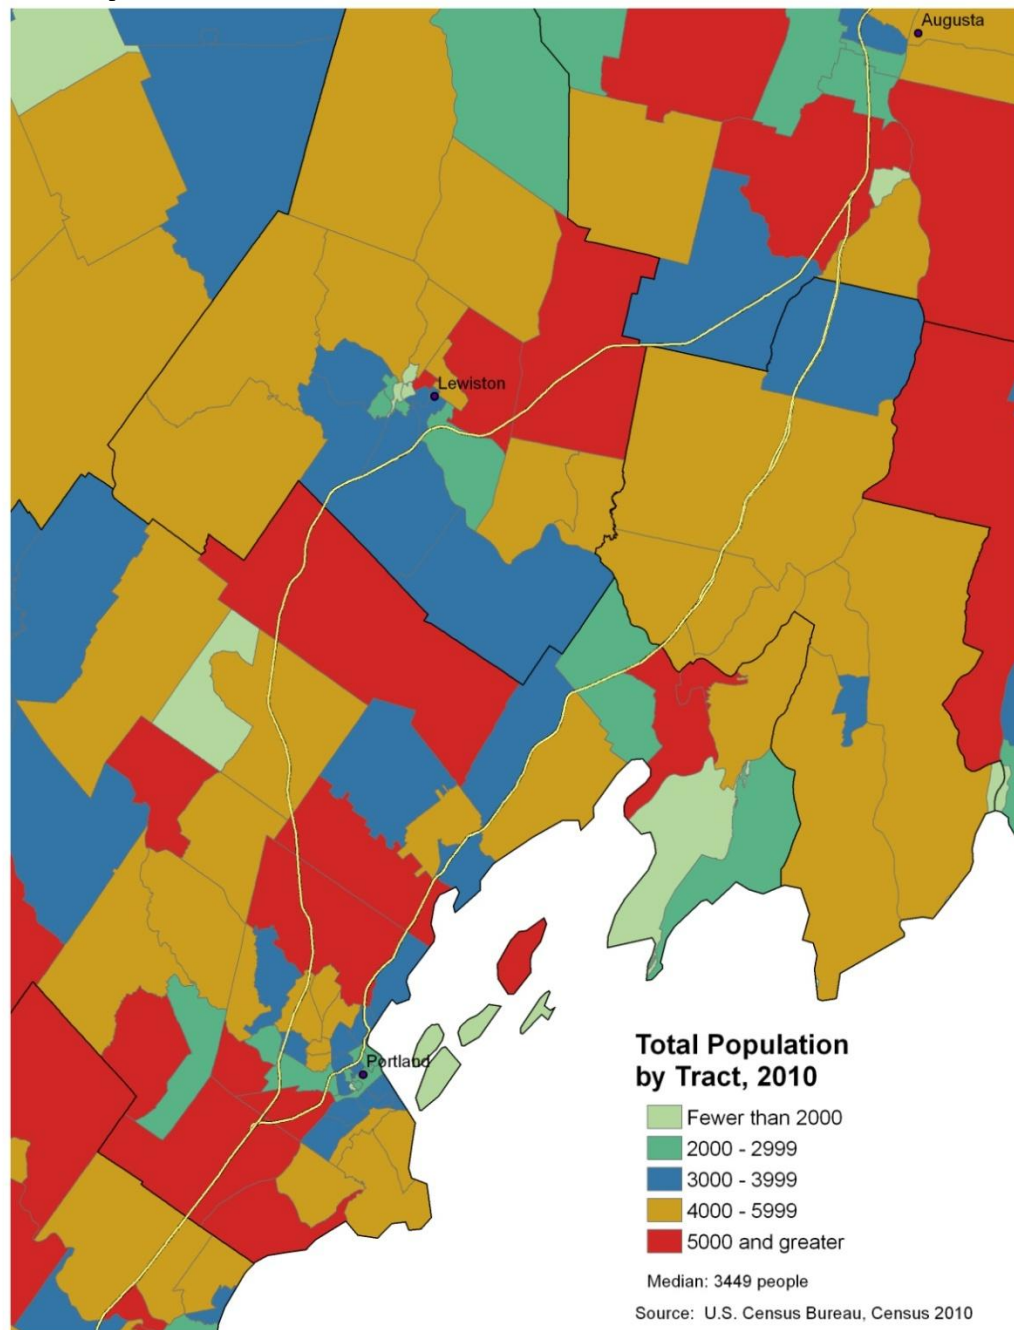 Augusta
Lewiston
Portland
Total Population
by Tract, 2010
Fewer than 2000
2000 - 2999
3000 - 3999
4000 - 5999
5000 and greater
Median: 3449 people
Source: U.S. Census Bureau, Census 2010